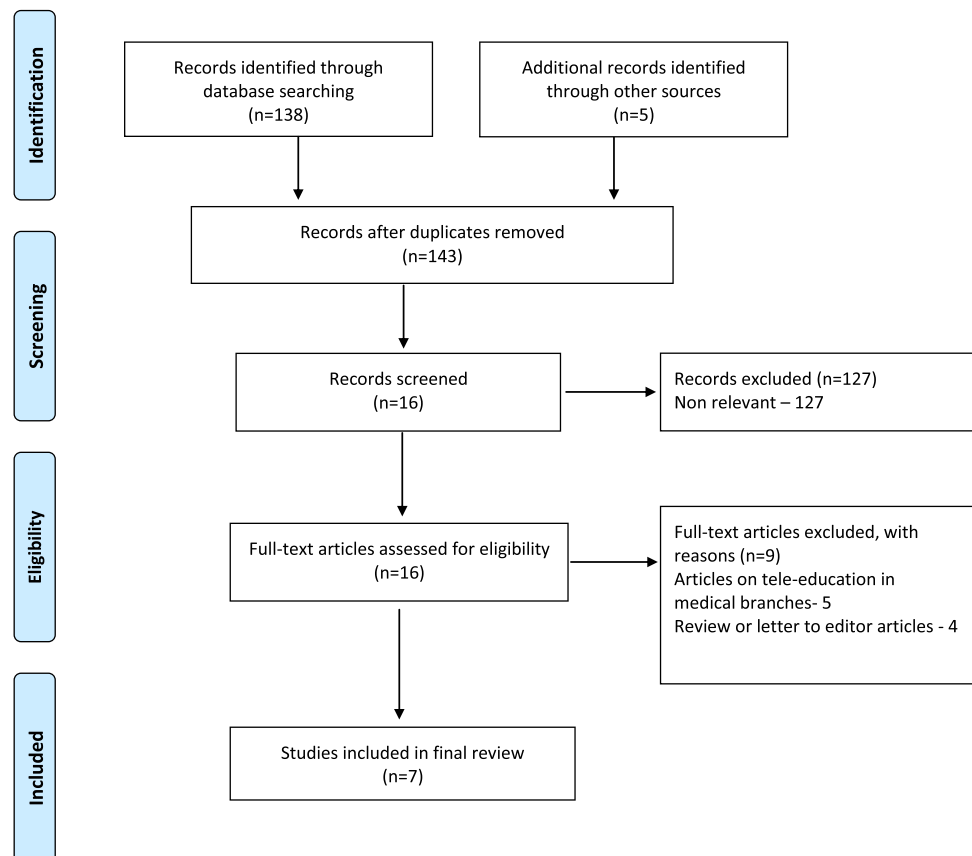 Identification
Records identified through
database searching
(n=138)
Additional records identified
through other sources
(n=5)
Records after duplicates removed
(n=143)
Screening
Records screened
(n=16)
Records excluded (n=127)
Non relevant – 127
Eligibility
Full-text articles assessed for eligibility
(n=16)
Full-text articles excluded, with
reasons (n=9)
Articles on tele-education in
medical branches- 5
Review or letter to editor articles - 4
Included
Studies included in final review
(n=7)